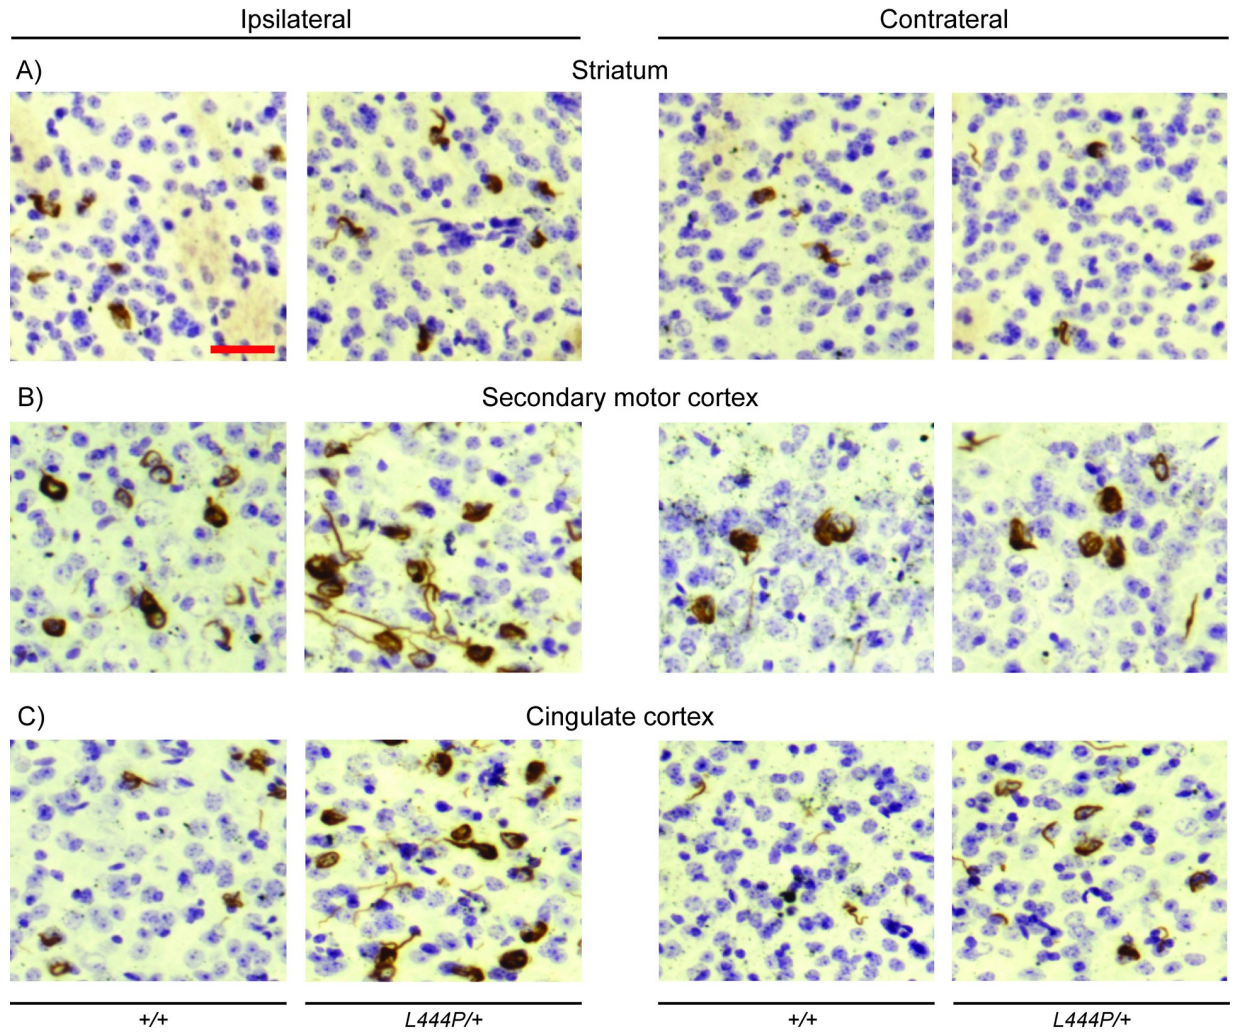 Ipsilateral Contrateral
A) Striatum
B) Secondary motor cortex
C) Cingulate cortex
+/+ L444P/+ +/+ L444P/+